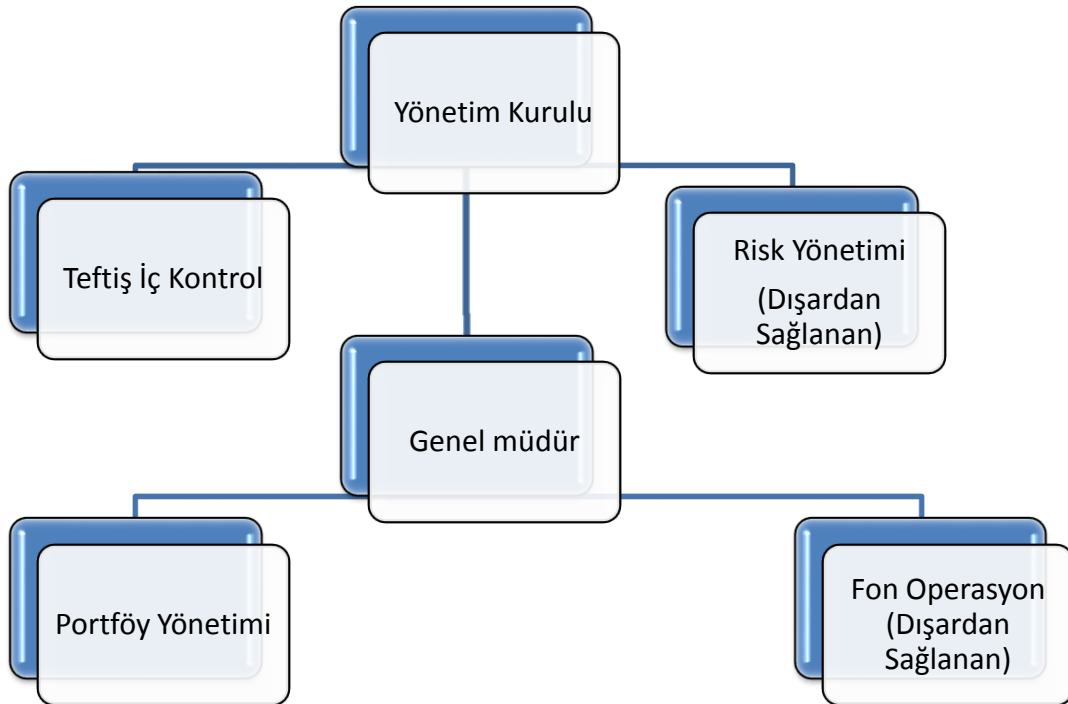 Yönetim Kurulu
Teftiş İç Kontrol
Risk Yönetimi
(Dışardan
Sağlanan)
Genel müdür
Portföy Yönetimi
Fon Operasyon
(Dışardan
Sağlanan)